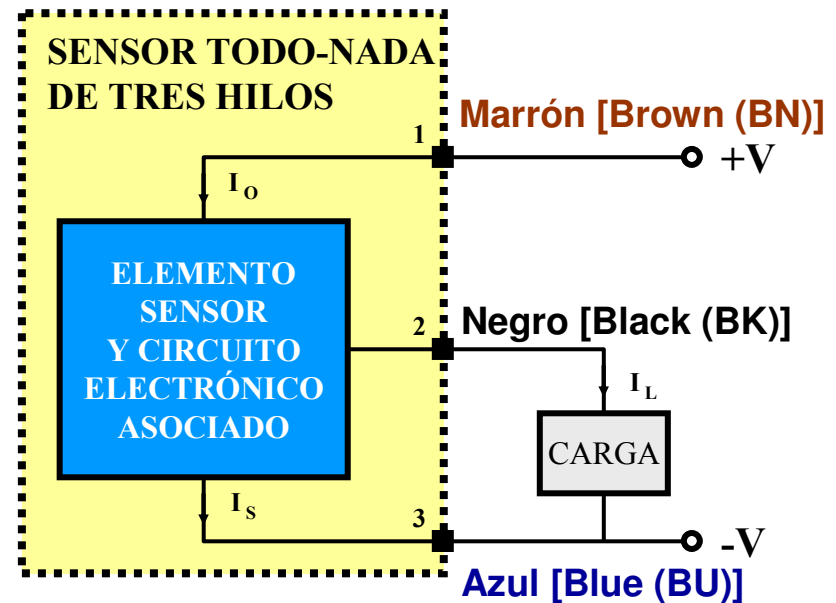 SENSOR TODO-NADA
DE TRES HILOS
Marrón [Brown (BN)]
1
+V
I O
ELEMENTO
SENSOR
Y CIRCUITO
ELECTRÓNICO
ASOCIADO
2
Negro [Black (BK)]
I L
CARGA
I S
3
-V
Azul [Blue (BU)]